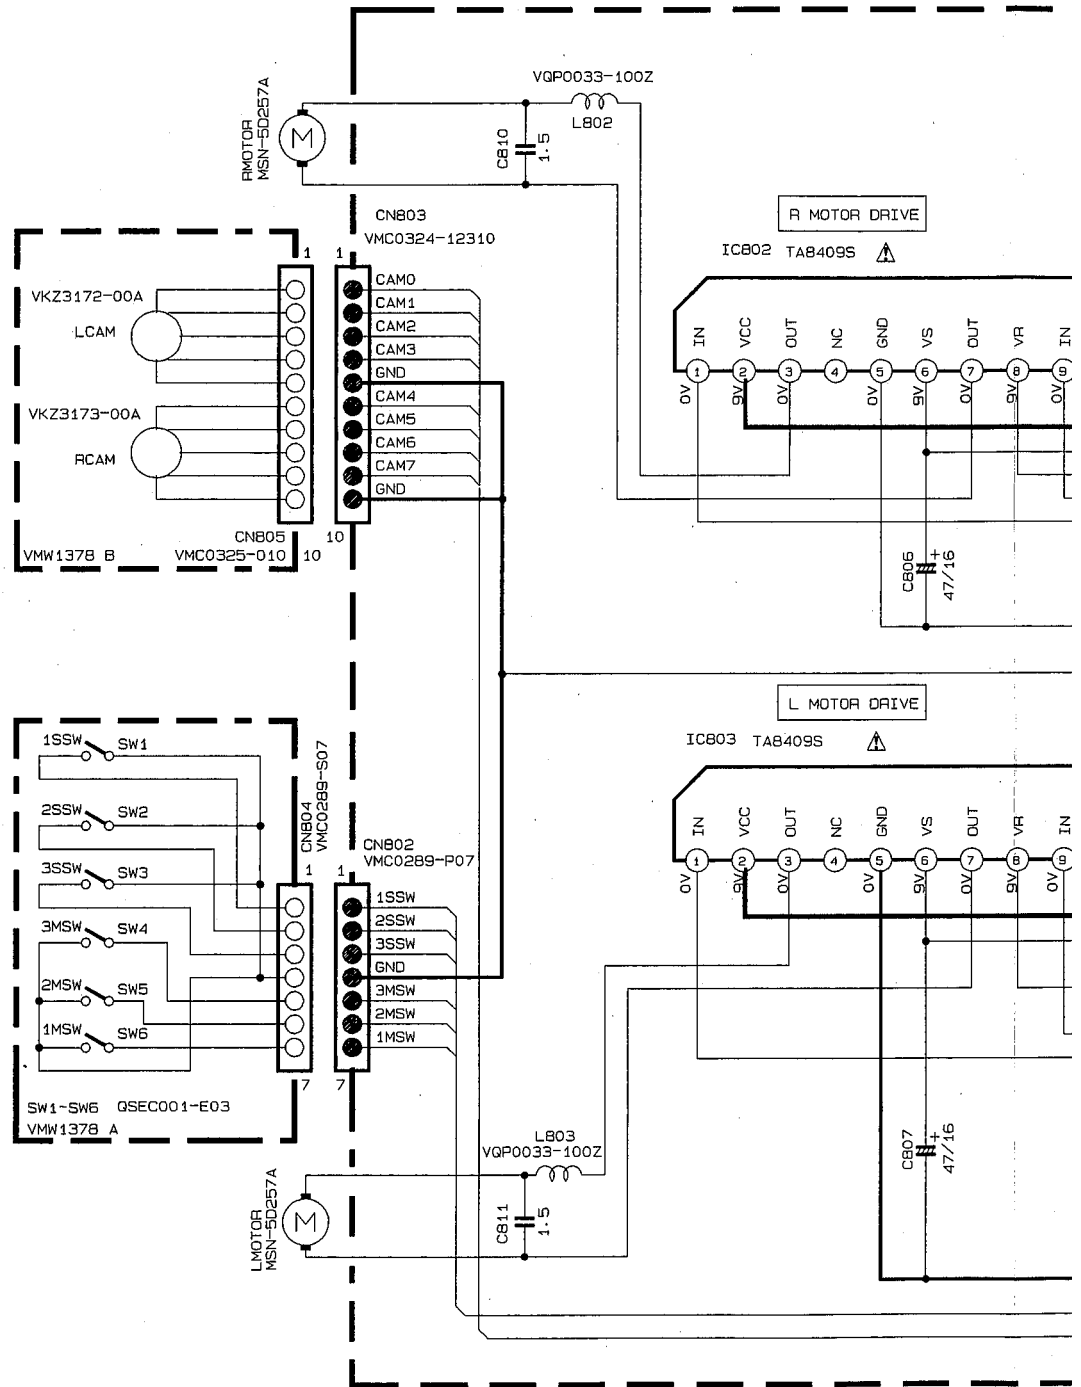 VQP0033-100Z
L802
RMOTOR
MSN-5D257A
M
C810
1.5
CN803
VMC0324-12310
R MOTOR DRIVE
IC802 TA8409S
1 1
VKZ3172-00A
LCAM
VKZ3173-00A
RCAM
CAM0
CAM1
CAM2
CAM3
GND
CAM4
CAM5
CAM6
CAM7
GND
IN VCC OUT NC GND VS OUT VR IN
1 2 3 4 5 6 7 8 9
0V 9V 0V 0V 9V 0V 9V 0V
CN805
VMW1378 B
VMC0325-010
10 10
C806
+
47/16
L MOTOR DRIVE
IC803 TA8409S
1SSW SW1
2SSW SW2
3SSW SW3
3MSW SW4
2MSW SW5
1MSW SW6
CN804
VMC0289-S07
CN802
VMC0289-P07
1 1
1SSW
2SSW
3SSW
GND
3MSW
2MSW
1MSW
7 7
IN VCC OUT NC GND VS OUT VR IN
1 2 3 4 5 6 7 8 9
0V 9V 0V 0V 9V 0V 9V 0V
SW1-SW6 QSEC001-E03
VMW1378 A
L803
VQP0033-100Z
C807
+
47/16
LMOTOR
MSN-5D257A
M
C811
1.5